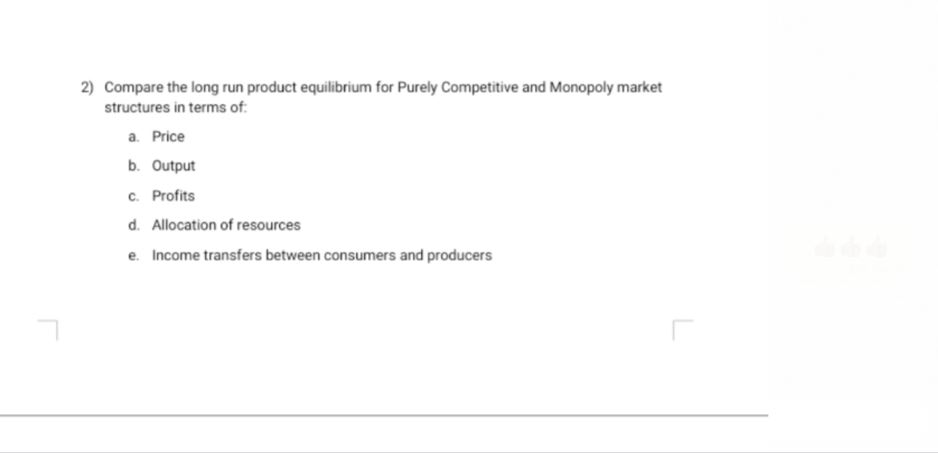 2) Compare the long run product equilibrium for Purely Competitive and Monopoly market
structures in terms of:
a. Price
b. Output
c. Profits
d. Allocation of resources
e. Income transfers between consumers and producers